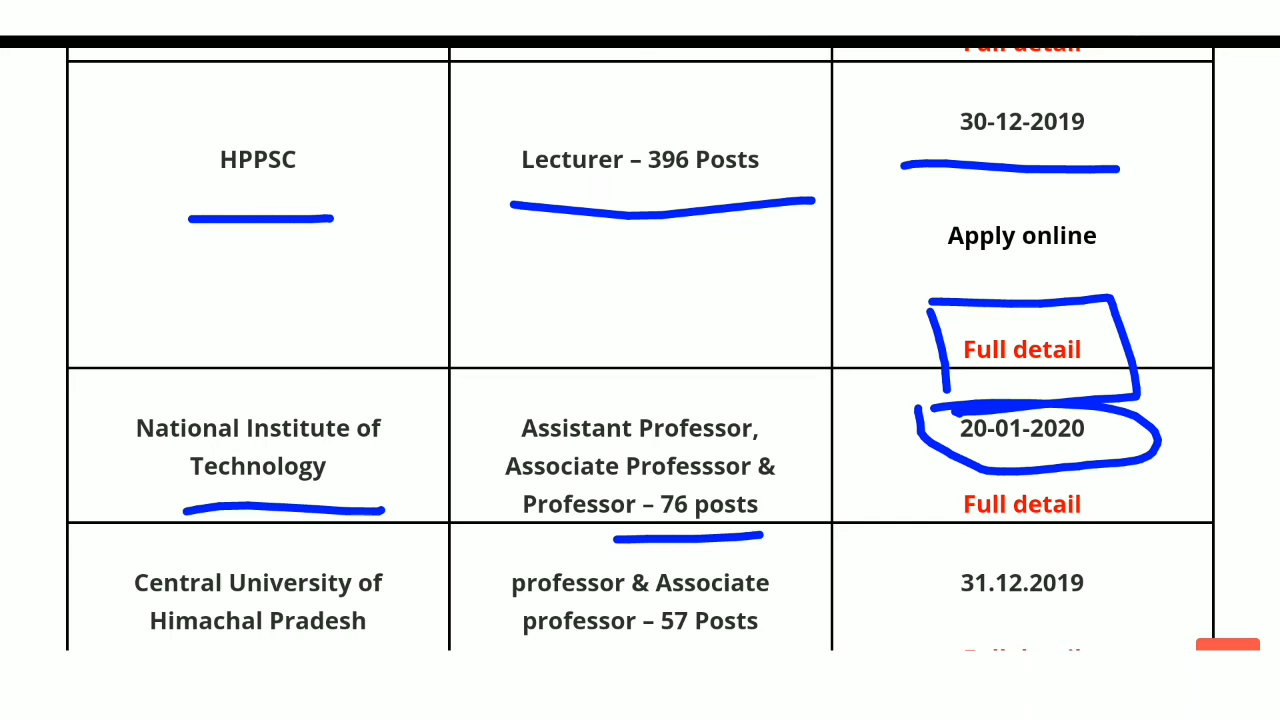 Full detail
HPPSC
Lecturer – 396 Posts
30-12-2019
Apply online
Full detail
National Institute of
Technology
Assistant Professor,
Associate Professsor &
Professor – 76 posts
20-01-2020
Full detail
Central University of
Himachal Pradesh
professor & Associate
professor – 57 Posts
31.12.2019